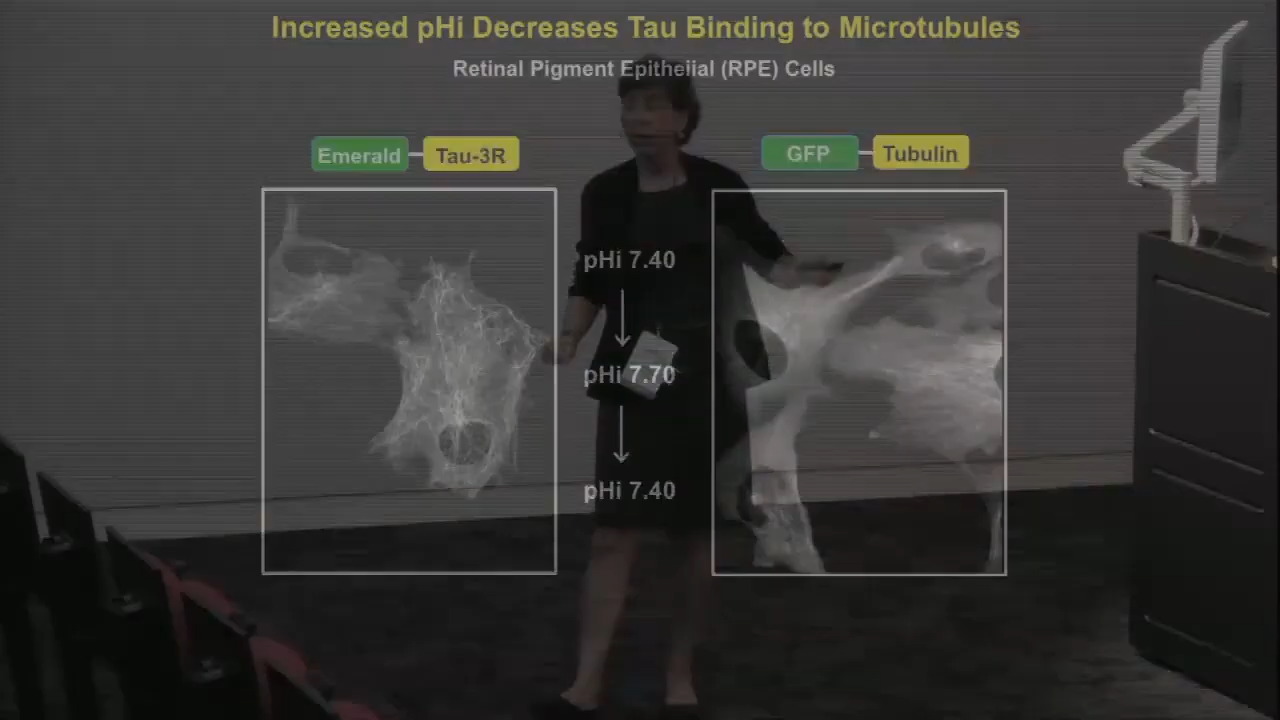 Increased pHi Decreases Tau Binding to Microtubules
Retinal Pigment Epitheiial (RPE) Cells
Emerald Tau-3R
GFP Tubulin
pHi 7.40
pHi 7.70
pHi 7.40